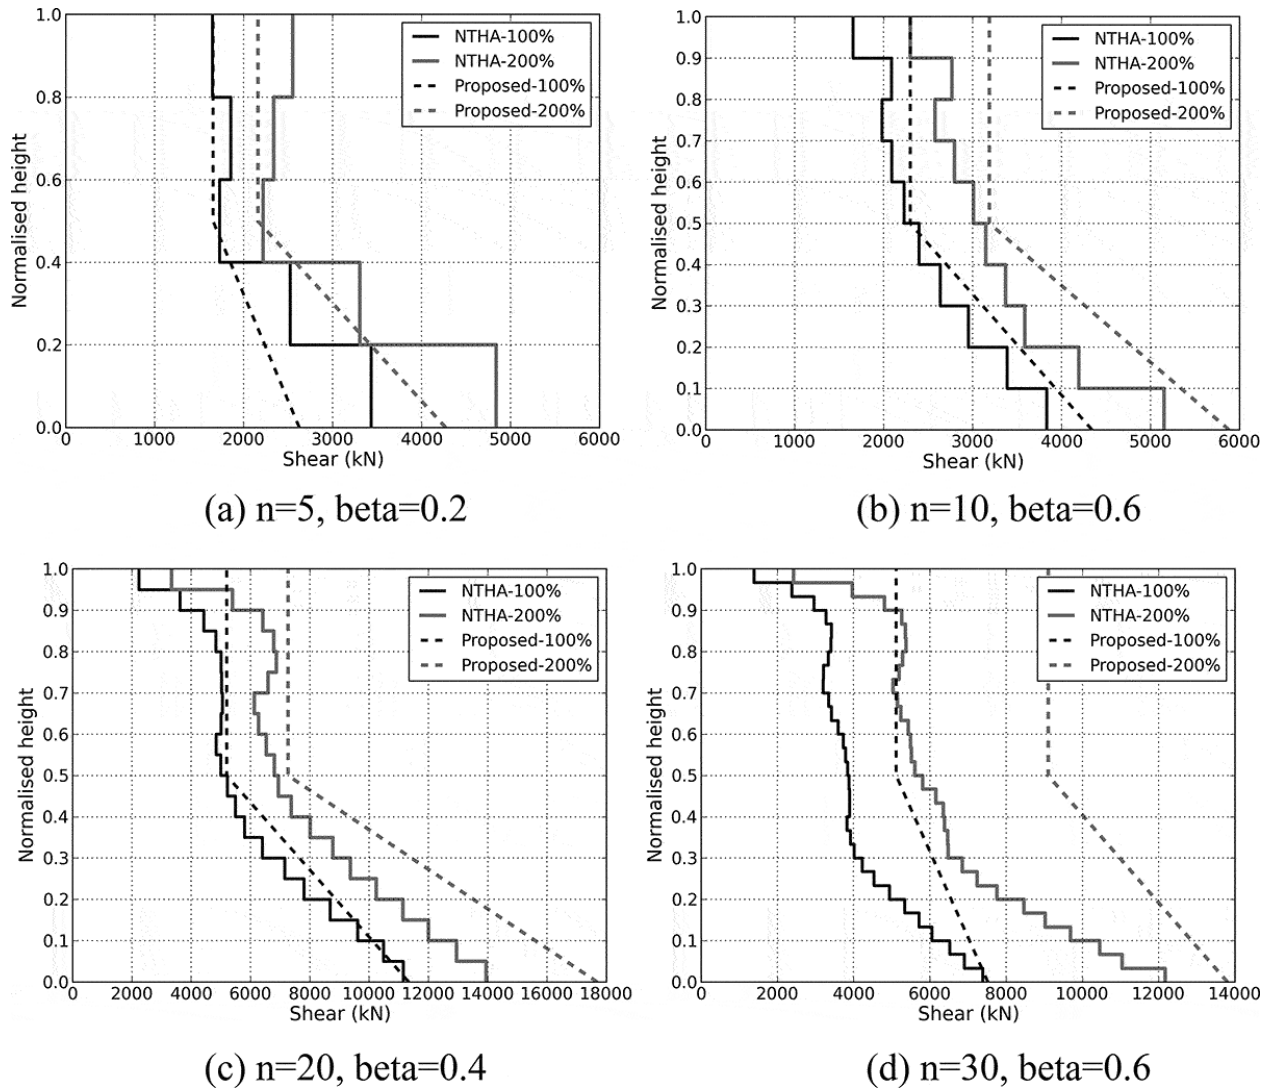 1.0
0.8
0.6
0.4
0.2
0.0
Normalised height
NTHA-100%
NTHA-200%
Proposed-100%
Proposed-200%
0 1000 2000 3000 4000 5000 6000
Shear (kN)
(a) n=5, beta=0.2
1.0
0.9
0.8
0.7
0.6
0.5
0.4
0.3
0.2
0.1
0.0
Normalised height
NTHA-100%
NTHA-200%
Proposed-100%
Proposed-200%
0 1000 2000 3000 4000 5000 6000
Shear (kN)
(b) n=10, beta=0.6
1.0
0.9
0.8
0.7
0.6
0.5
0.4
0.3
0.2
0.1
0.0
Normalised height
NTHA-100%
NTHA-200%
Proposed-100%
Proposed-200%
0 2000 4000 6000 8000 10000 12000 14000 16000 18000
Shear (kN)
(c) n=20, beta=0.4
1.0
0.9
0.8
0.7
0.6
0.5
0.4
0.3
0.2
0.1
0.0
Normalised height
NTHA-100%
NTHA-200%
Proposed-100%
Proposed-200%
0 2000 4000 6000 8000 10000 12000 14000
Shear (kN)
(d) n=30, beta=0.6